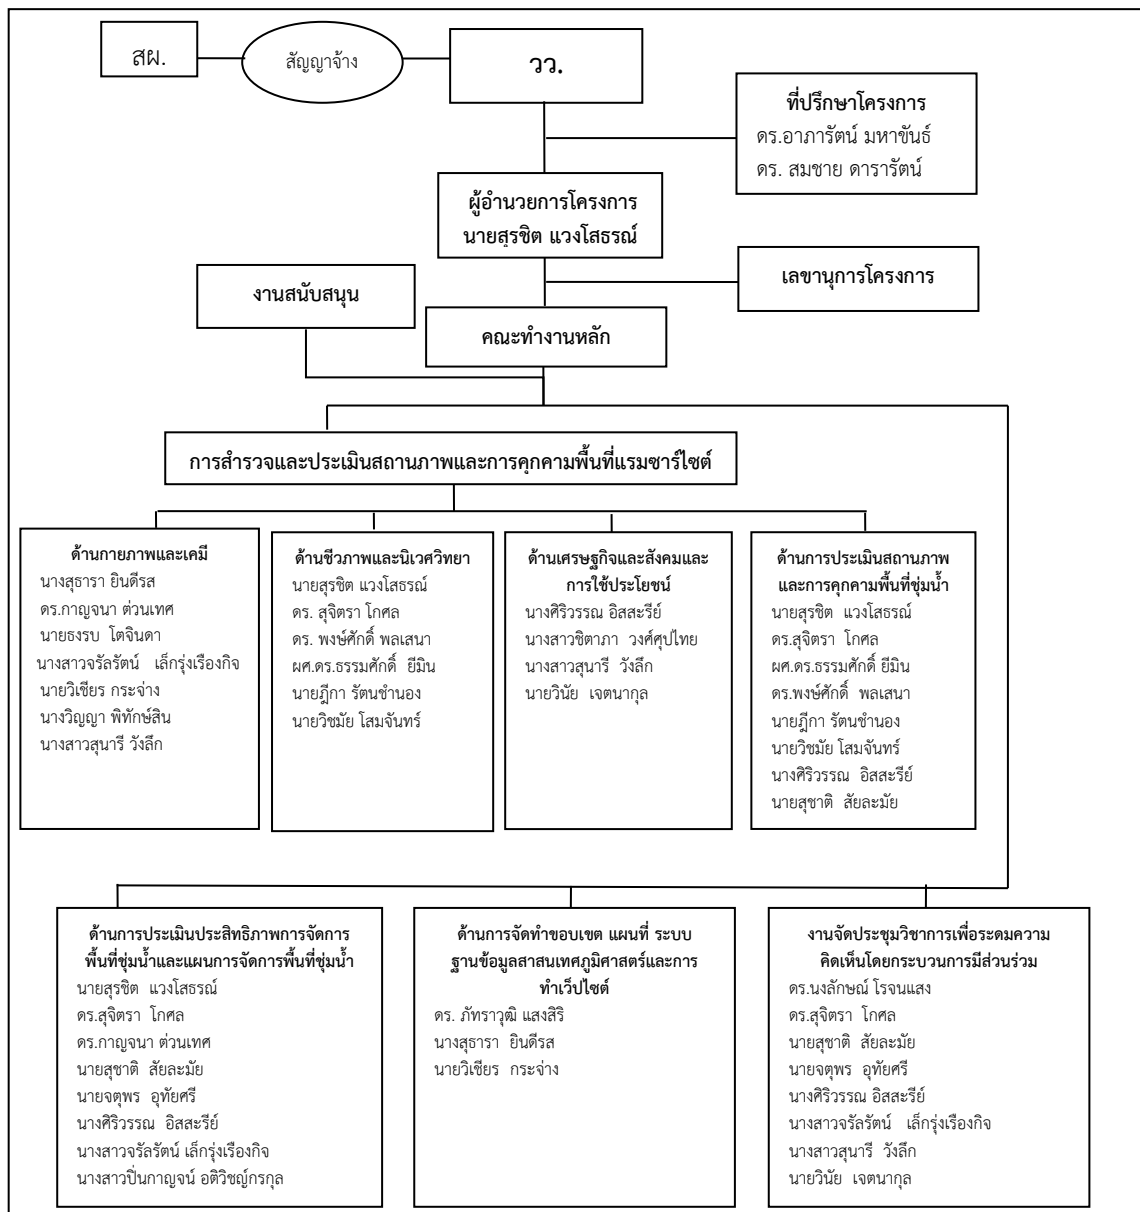 สผ.
สัญญาจ้าง
วว.
ที่ปรึกษาโครงการ
ดร.อาภารัตน์ มหาขันธ์
ดร. สมชาย ดารารัตน์
ผู้อำนวยการโครงการ
นายสุรชิต แวงโสธรณ์
เลขานุการโครงการ
งานสนับสนุน
คณะทำงานหลัก
การสำรวจและประเมินสถานภาพและการคุกคามพื้นที่แรมซาร์ไซต์
ด้านกายภาพและเคมี
นางสุธารา ยินดีรส
ดร.กาญจนา ต่วนเทศ
นายธงรบ โตจินดา
นางสาวจรัลรัตน์ เล็กรุ่งเรืองกิจ
นายวิเชียร กระจ่าง
นางวิญญา พิทักษ์สิน
นางสาวสุนารี วังลึก
ด้านชีวภาพและนิเวศวิทยา
นายสุรชิต แวงโสธรณ์
ดร. สุจิตรา โกศล
ดร. พงษ์ศักดิ์ พลเสนา
ผศ.ดร.ธรรมศักดิ์ ยีมิน
นายฎีกา รัตนชำนอง
นายวิชมัย โสมจันทร์
ด้านเศรษฐกิจและสังคมและ
การใช้ประโยชน์
นางศิริวรรณ อิสสะรีย์
นางสาวชิตาภา วงศ์ศุปไทย
นางสาวสุนารี วังลึก
นายวินัย เจตนากุล
ด้านการประเมินสถานภาพ
และการคุกคามพื้นที่ชุ่มน้ำ
นายสุรชิต แวงโสธรณ์
ดร.สุจิตรา โกศล
ผศ.ดร.ธรรมศักดิ์ ยีมิน
ดร.พงษ์ศักดิ์ พลเสนา
นายฎีกา รัตนชำนอง
นายวิชมัย โสมจันทร์
นางศิริวรรณ อิสสะรีย์
นายสุชาติ สัยละมัย
ด้านการประเมินประสิทธิภาพการจัดการ
พื้นที่ชุ่มน้ำและแผนการจัดการพื้นที่ชุ่มน้ำ
นายสุรชิต แวงโสธรณ์
ดร.สุจิตรา โกศล
ดร.กาญจนา ต่วนเทศ
นายสุชาติ สัยละมัย
นายจตุพร อุทัยศรี
นางศิริวรรณ อิสสะรีย์
นางสาวจรัลรัตน์ เล็กรุ่งเรืองกิจ
นางสาวปิ่นกาญจน์ อติวิชญ์กรกุล
ด้านการจัดทำขอบเขต แผนที่ ระบบ
ฐานข้อมูลสาสนเทศภูมิศาสตร์และการ
ทำเว็ปไซต์
ดร. ภัทราวุฒิ แสงสิริ
นางสุธารา ยินดีรส
นายวิเชียร กระจ่าง
งานจัดประชุมวิชาการเพื่อระดมความ
คิดเห็นโดยกระบวนการมีส่วนร่วม
ดร.นงลักษณ์ โรจนแสง
ดร.สุจิตรา โกศล
นายสุชาติ สัยละมัย
นายจตุพร อุทัยศรี
นางศิริวรรณ อิสสะรีย์
นางสาวจรัลรัตน์ เล็กรุ่งเรืองกิจ
นางสาวสุนารี วังลึก
นายวินัย เจตนากุล